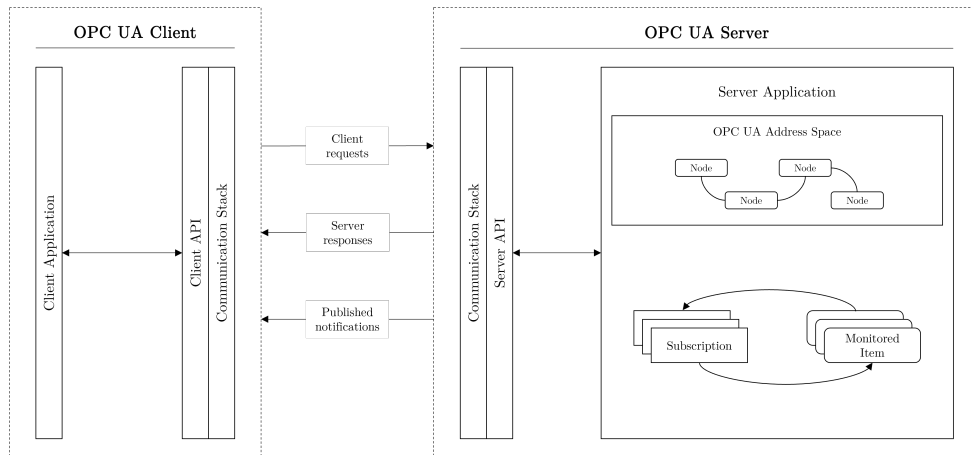 OPC UA Client
OPC UA Server
Client Application
Client API
Communication Stack
Client
requests
Server
responses
Published
notifications
Communication Stack
Server API
Server Application
OPC UA Address Space
Node
Node
Node
Node
Subscription
Monitored
Item